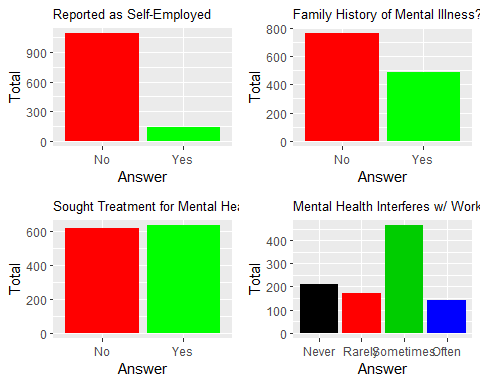 Reported as Self-Employed
Total
900
600
300
0
No Yes
Answer
Family History of Mental Illness?
Total
800
600
400
200
0
No Yes
Answer
Sought Treatment for Mental Hea
Total
600
400
200
0
No Yes
Answer
Mental Health Interferes w/ Work
Total
400
300
200
100
0
Never Rarely Sometimes Often
Answer